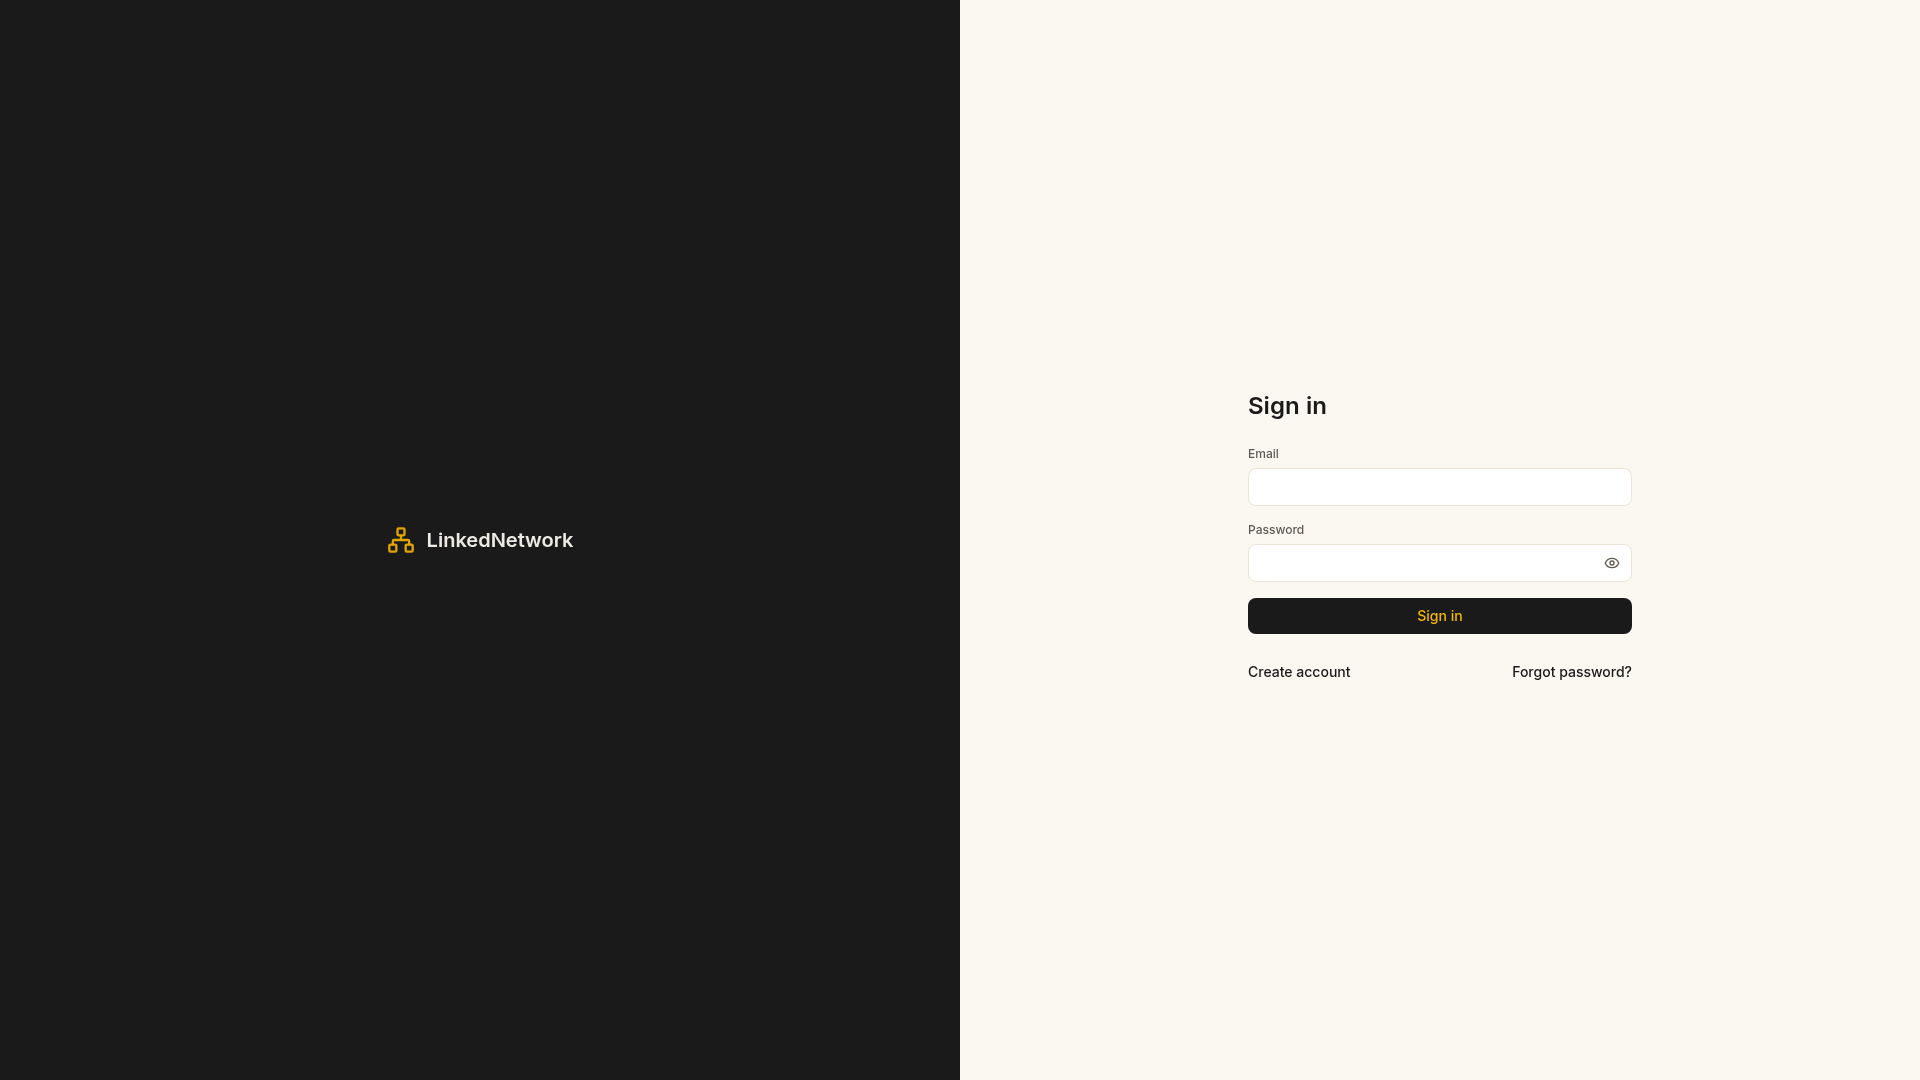 LinkedNetwork
Sign in
Email
Password
Sign in
Create account
Forgot password?